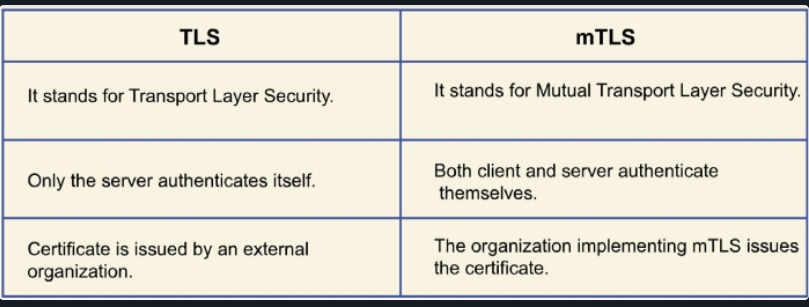 TLS
mTLS
It stands for Transport Layer Security.
It stands for Mutual Transport Layer Security.
Only the server authenticates itself.
Both client and server authenticate
themselves.
Certificate is issued by an external
organization.
The organization implementing mTLS issues
the certificate.